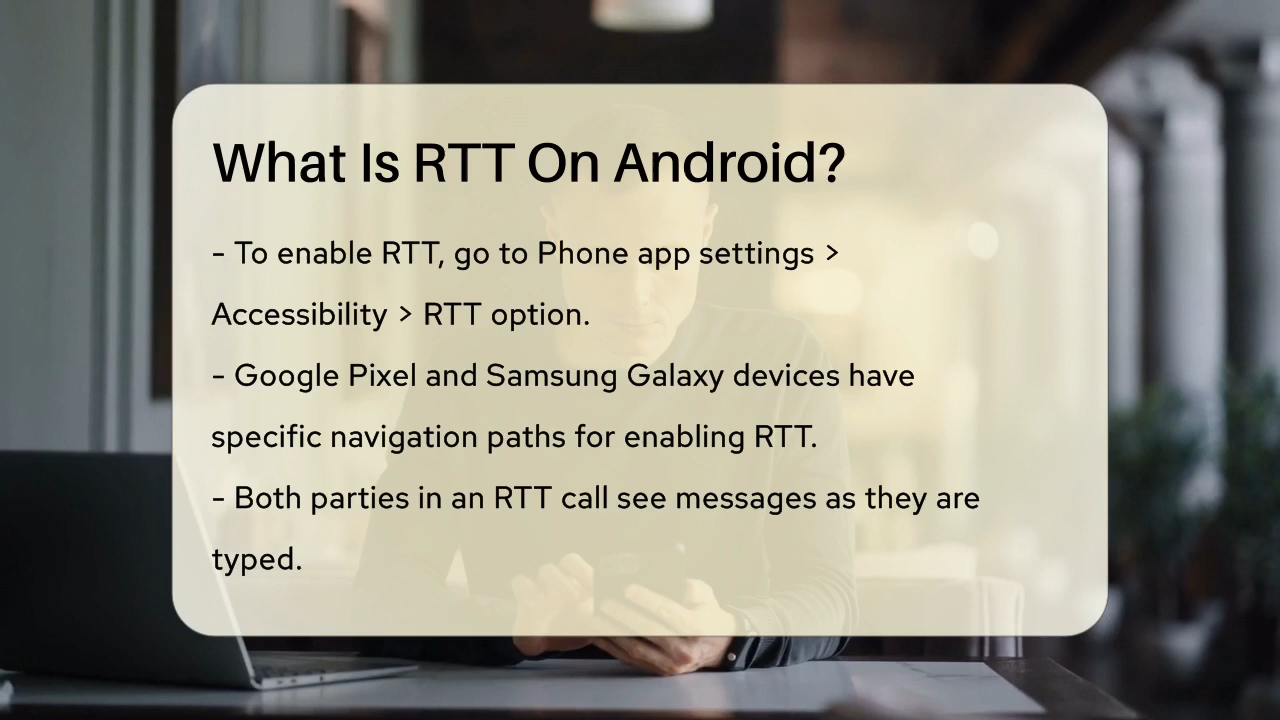 What Is RTT On Android?
– To enable RTT, go to Phone app settings >
Accessibility > RTT option.
– Google Pixel and Samsung Galaxy devices have
specific navigation paths for enabling RTT.
– Both parties in an RTT call see messages as they are
typed.